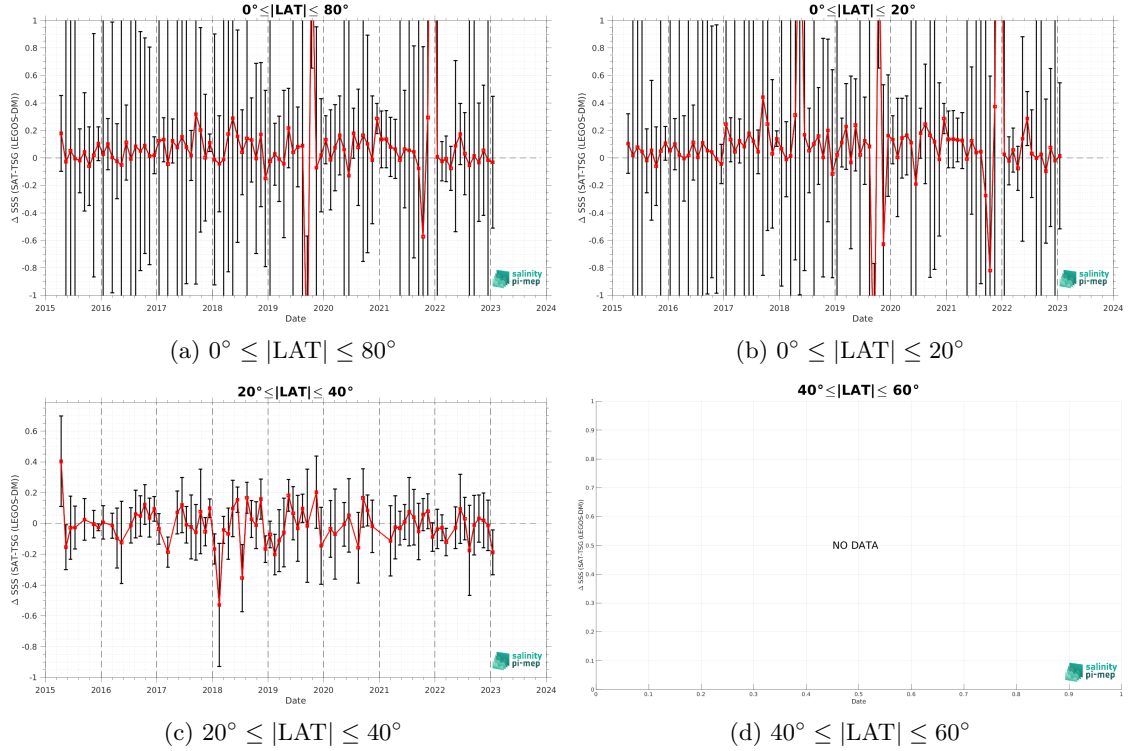 0°≤|LAT|≤ 80°
Δ SSS (SAT-TSG (LEGOS-DM))
1
0.8
0.6
0.4
0.2
0
-0.2
-0.4
-0.6
-0.8
-1
2015 2016 2017 2018 2019 2020 2021 2022 2023 2024
Date
salinity
pi-mep
(a) 0° ≤ |LAT| ≤ 80°
0°≤|LAT|≤ 20°
Δ SSS (SAT-TSG (LEGOS-DM))
1
0.8
0.6
0.4
0.2
0
-0.2
-0.4
-0.6
-0.8
-1
2015 2016 2017 2018 2019 2020 2021 2022 2023 2024
Date
salinity
pi-mep
(b) 0° ≤ |LAT| ≤ 20°
20°≤|LAT|≤ 40°
Δ SSS (SAT-TSG (LEGOS-DM))
0.6
0.4
0.2
0
-0.2
-0.4
-0.6
-0.8
-1
2015 2016 2017 2018 2019 2020 2021 2022 2023 2024
Date
salinity
pi-mep
(c) 20° ≤ |LAT| ≤ 40°
40°≤|LAT|≤ 60°
Δ SSS (SAT-TSG (LEGOS-DM))
1
0.9
0.8
0.7
0.6
0.5
0.4
0.3
0.2
0.1
0
NO DATA
0 0.1 0.2 0.3 0.4 0.5 0.6 0.7 0.8 0.9 1
Date
salinity
pi-mep
(d) 40° ≤ |LAT| ≤ 60°